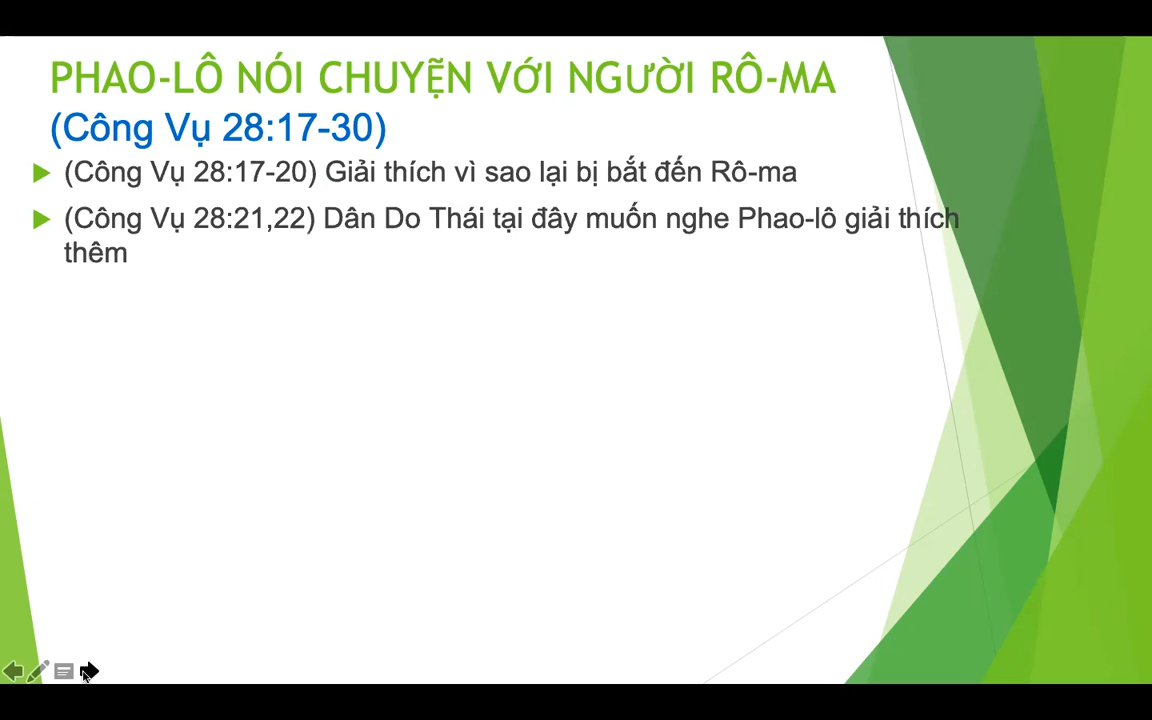 PHAO-LÔ NÓI CHUYẸ̃N VỚI NGƯỜI RÔ-MA
(Công Vụ 28:17-30)
(Công Vụ 28:17-20) Giải thích vì sao lại bị bắt đến Rô-ma
(Công Vụ 28:21,22) Dân Do Thái tại đây muốn nghe Phao-lô giải thích
thêm